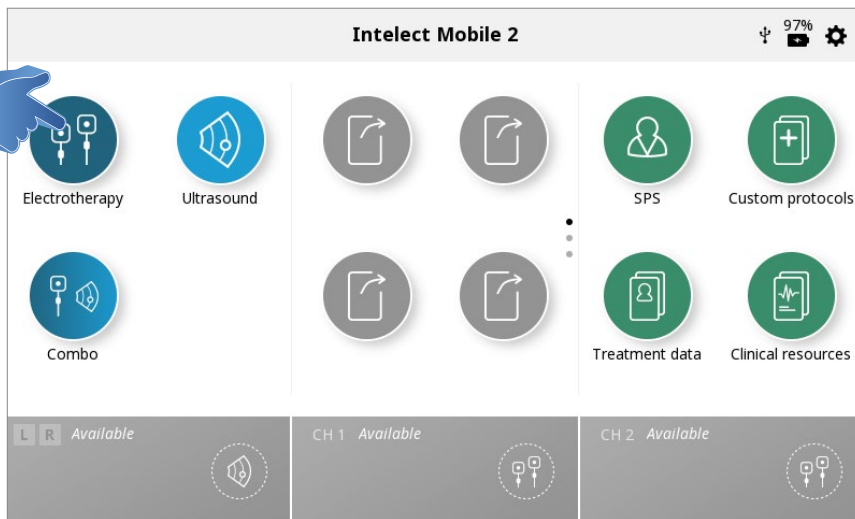 Intelect Mobile 2
97%
Electrotherapy
Ultrasound
SPS
Custom protocols
Combo
Treatment data
Clinical resources
L R Available
CH 1 Available
CH 2 Available